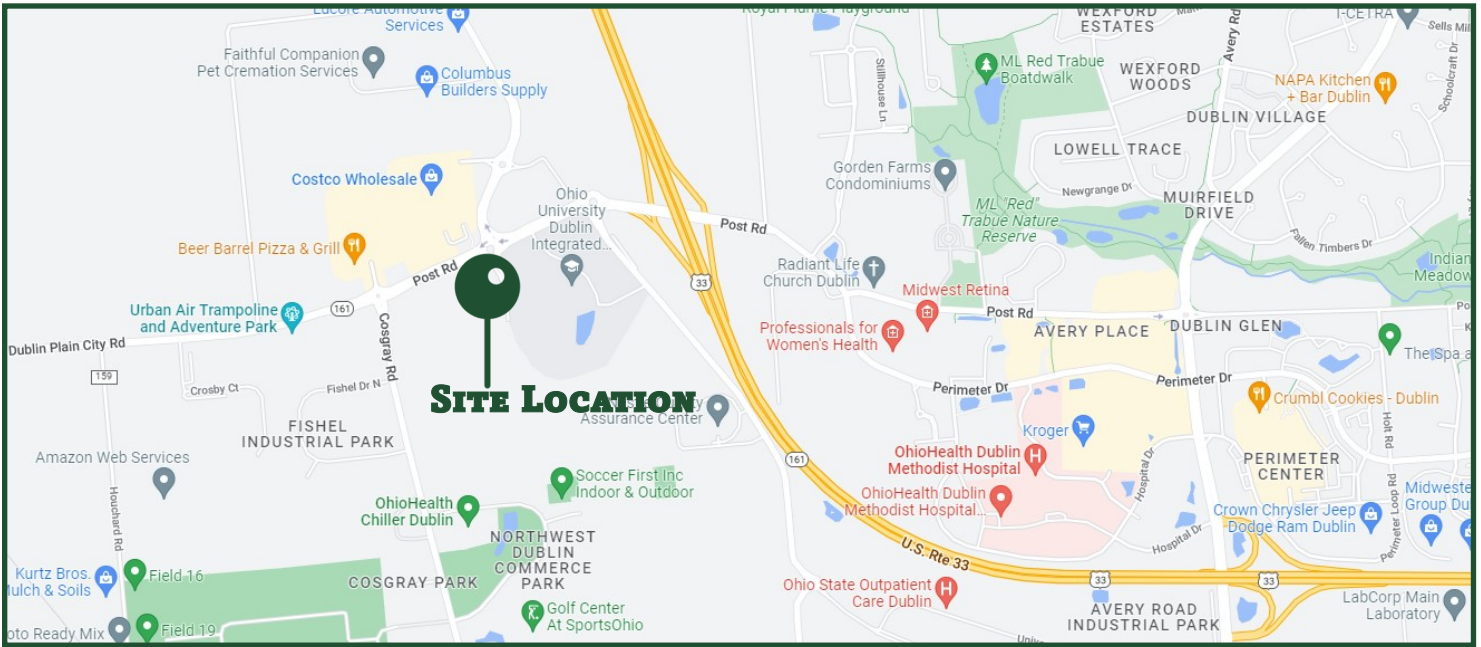 Eucore Automotive
Services
Faithful Companion
Pet Cremation Services
Columbus
Builders Supply
Costco Wholesale
Beer Barrel Pizza & Grill
Ohio
University
Dublin
Integrated...
Post Rd
161
Urban Air Trampoline
and Adventure Park
Dublin Plain City Rd
159
Cosgray Rd
Crosby Ct
Fishel Dr N
SITE LOCATION
Assurance Center
FISHEL
INDUSTRIAL PARK
Amazon Web Services
Houchard Rd
OhioHealth
Chiller Dublin
Soccer First Inc
Indoor & Outdoor
NORTHWEST
DUBLIN
COMMERCE
PARK
COSGRAY PARK
Kurtz Bros.
Mulch & Soils
Field 16
Field 19
oto Ready Mix
Golf Center
At SportsOhio
Royal Plume Playground
Stillhouse Ln
ML Red Trabue
Boatwalk
WEXFORD
ESTATES
WEXFORD
WOODS
Avery Rd
T-CETRA
Sells Mil
Schoolcraft Dr
NAPA Kitchen
+ Bar Dublin
DUBLIN VILLAGE
LOWELL TRACE
Gorden Farms
Condominiums
Newgrange Dr
ML "Red"
Trabue Nature
Reserve
MUIRFIELD
DRIVE
Fallen Timbers Dr
Indian
Meadow
33
Post Rd
Radiant Life
Church Dublin
Midwest Retina
Professionals for
Women's Health
Post Rd
AVERY PLACE
DUBLIN GLEN
Po
The Spa a
Perimeter Dr
Perimeter Dr
Crumbl Cookies - Dublin
Kroger
Holt Rd
161
OhioHealth Dublin
Methodist Hospital
OhioHealth Dublin
Methodist Hospital...
Hospital Dr
PERIMETER
CENTER
Perimeter Loop Rd
Midweste
Group Du
Crown Chrysler Jeep
Dodge Ram Dublin
Hospital Dr
U.S. Rte 33
33
33
Ohio State Outpatient
Care Dublin
AVERY ROAD
INDUSTRIAL PARK
LabCorp Main
Laboratory